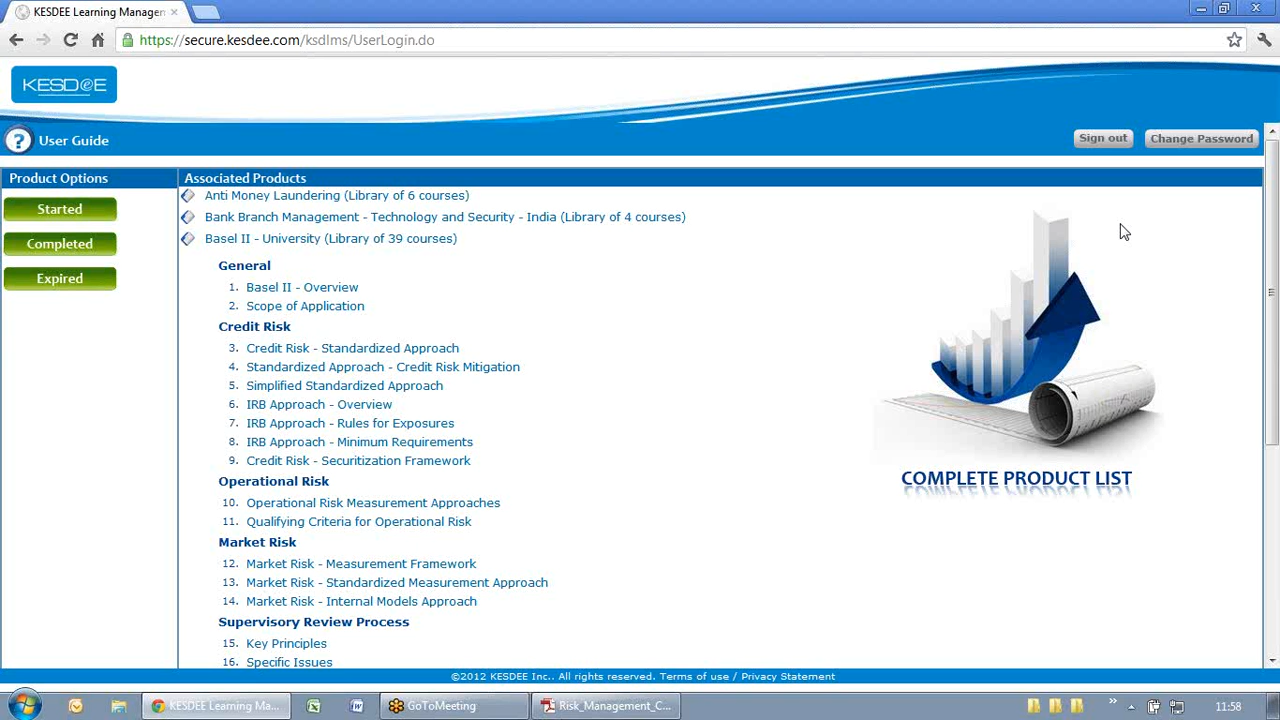 KESDEE Learning Manager
https://secure.kesdee.com/ksdlms/UserLogin.do
KESDEE
? User Guide
Sign out
Change Password
Product Options
Started
Completed
Expired
Associated Products
Anti Money Laundering (Library of 6 courses)
Bank Branch Management - Technology and Security - India (Library of 4 courses)
Basel II - University (Library of 39 courses)
General
1. Basel II - Overview
2. Scope of Application
Credit Risk
3. Credit Risk - Standardized Approach
4. Standardized Approach - Credit Risk Mitigation
5. Simplified Standardized Approach
6. IRB Approach - Overview
7. IRB Approach - Rules for Exposures
8. IRB Approach - Minimum Requirements
9. Credit Risk - Securitization Framework
Operational Risk
10. Operational Risk Measurement Approaches
11. Qualifying Criteria for Operational Risk
Market Risk
12. Market Risk - Measurement Framework
13. Market Risk - Standardized Measurement Approach
14. Market Risk - Internal Models Approach
Supervisory Review Process
15. Key Principles
16. Specific Issues
COMPLETE PRODUCT LIST
©2012 KESDEE Inc.. All rights reserved. Terms of use / Privacy Statement
KESDEE Learning Ma...
GoToMeeting
Risk_Management_C...
11:58